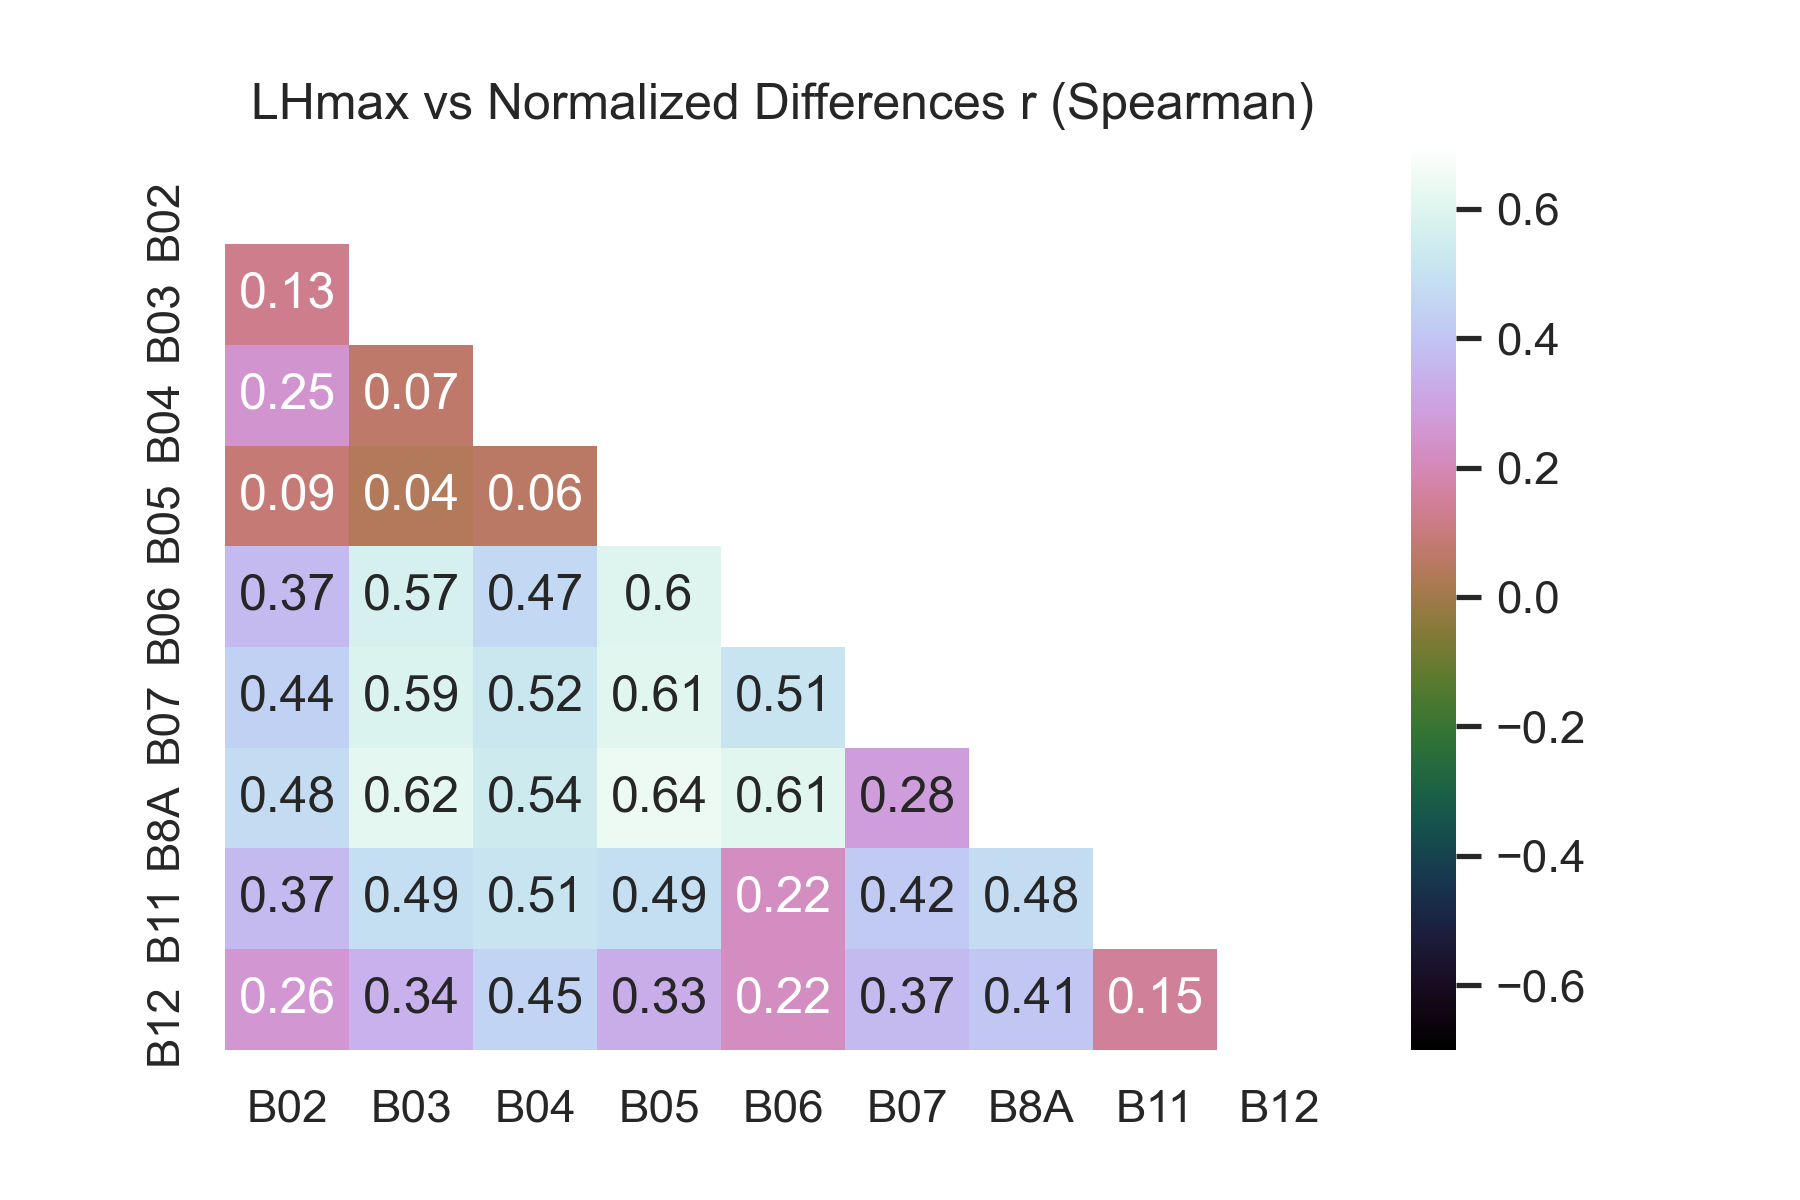 LHmax vs Normalized Differences r (Spearman)
B02
B03 0.13
B04 0.25 0.07
B05 0.09 0.04 0.06
B06 0.37 0.57 0.47 0.6
B07 0.44 0.59 0.52 0.61 0.51
B8A 0.48 0.62 0.54 0.64 0.61 0.28
B11 0.37 0.49 0.51 0.49 0.22 0.42 0.48
B12 0.26 0.34 0.45 0.33 0.22 0.37 0.41 0.15
B02 B03 B04 B05 B06 B07 B8A B11 B12
0.6
0.4
0.2
0.0
−0.2
−0.4
−0.6